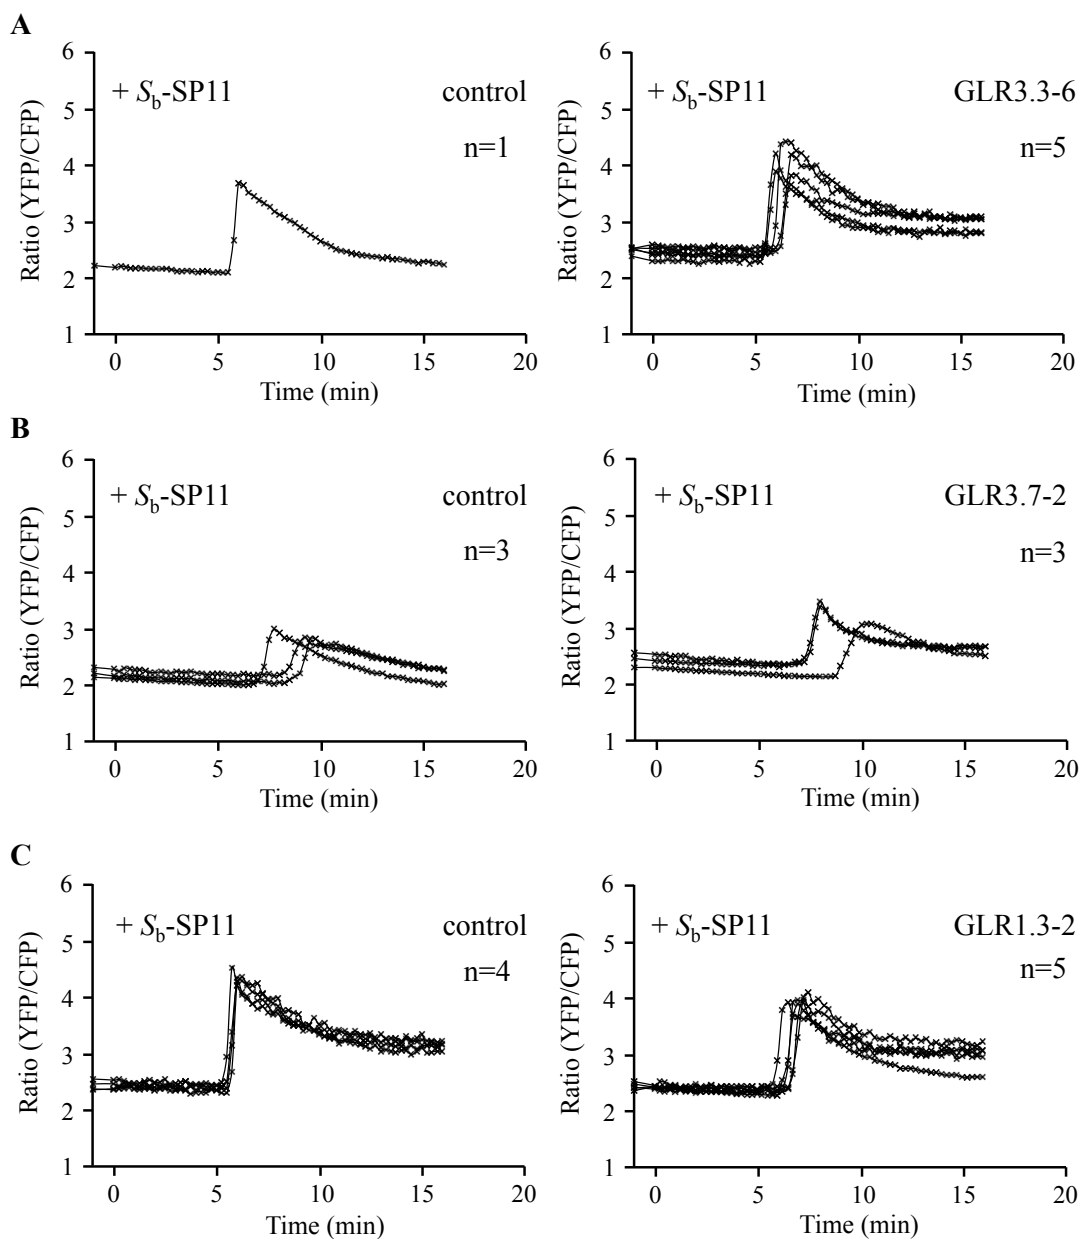 A
+ Sb-SP11 control
n=1
Ratio (YFP/CFP)
6
5
4
3
2
1
0 5 10 15 20
Time (min)
+ Sb-SP11 GLR3.3-6
n=5
Ratio (YFP/CFP)
6
5
4
3
2
1
0 5 10 15 20
Time (min)
B
+ Sb-SP11 control
n=3
Ratio (YFP/CFP)
6
5
4
3
2
1
0 5 10 15 20
Time (min)
+ Sb-SP11 GLR3.7-2
n=3
Ratio (YFP/CFP)
6
5
4
3
2
1
0 5 10 15 20
Time (min)
C
+ Sb-SP11 control
n=4
Ratio (YFP/CFP)
6
5
4
3
2
1
0 5 10 15 20
Time (min)
+ Sb-SP11 GLR1.3-2
n=5
Ratio (YFP/CFP)
6
5
4
3
2
1
0 5 10 15 20
Time (min)